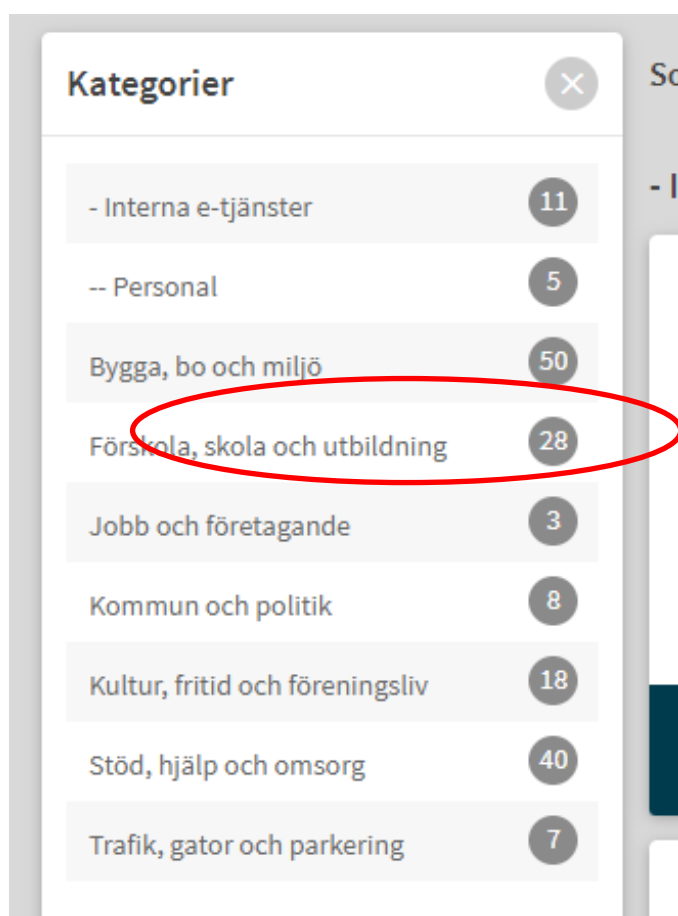 Kategorier
- Interna e-tjänster 11
-- Personal 5
Bygga, bo och miljö 50
Förskola, skola och utbildning 28
Jobb och företagande 3
Kommun och politik 8
Kultur, fritid och föreningsliv 18
Stöd, hjälp och omsorg 40
Trafik, gator och parkering 7